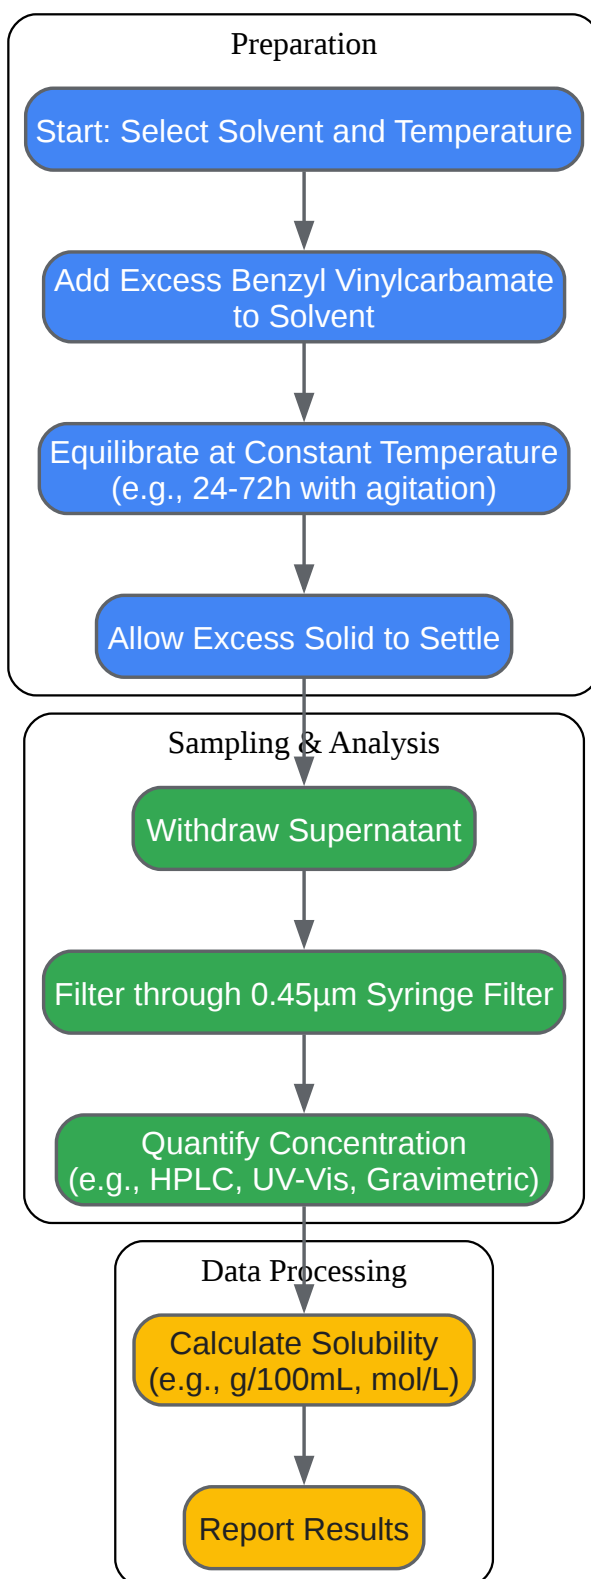 Preparation
Start: Select Solvent and Temperature
Add Excess Benzyl Vinylcarbamate
to Solvent
Equilibrate at Constant Temperature
(e.g., 24-72h with agitation)
Allow Excess Solid to Settle
Sampling & Analysis
Withdraw Supernatant
Filter through 0.45µm Syringe Filter
Quantify Concentration
(e.g., HPLC, UV-Vis, Gravimetric)
Data Processing
Calculate Solubility
(e.g., g/100mL, mol/L)
Report Results